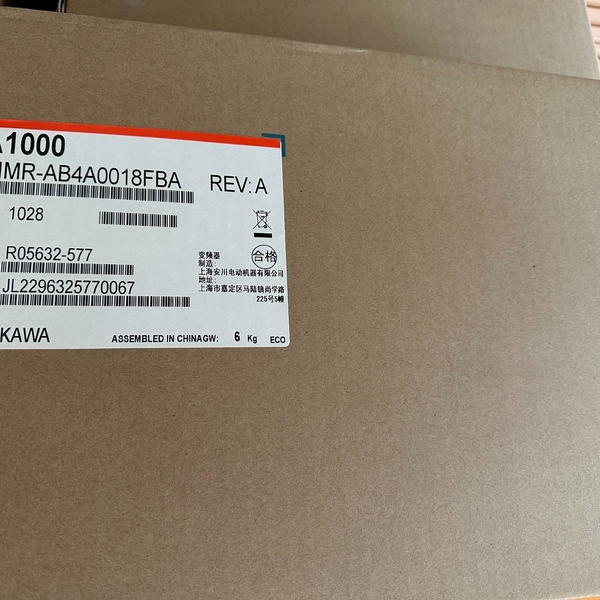 A1000
IMR-AB4A0018FBA
REV: A
1028
R05632-577
JL2296325770067
变频器
制造:
上海安川电动机器有限公司
地址:
上海市嘉定区马陆镇尚学路
225号5幢
合格
KAWA
ASSEMBLED IN CHINA
GW: 6 Kg
ECO